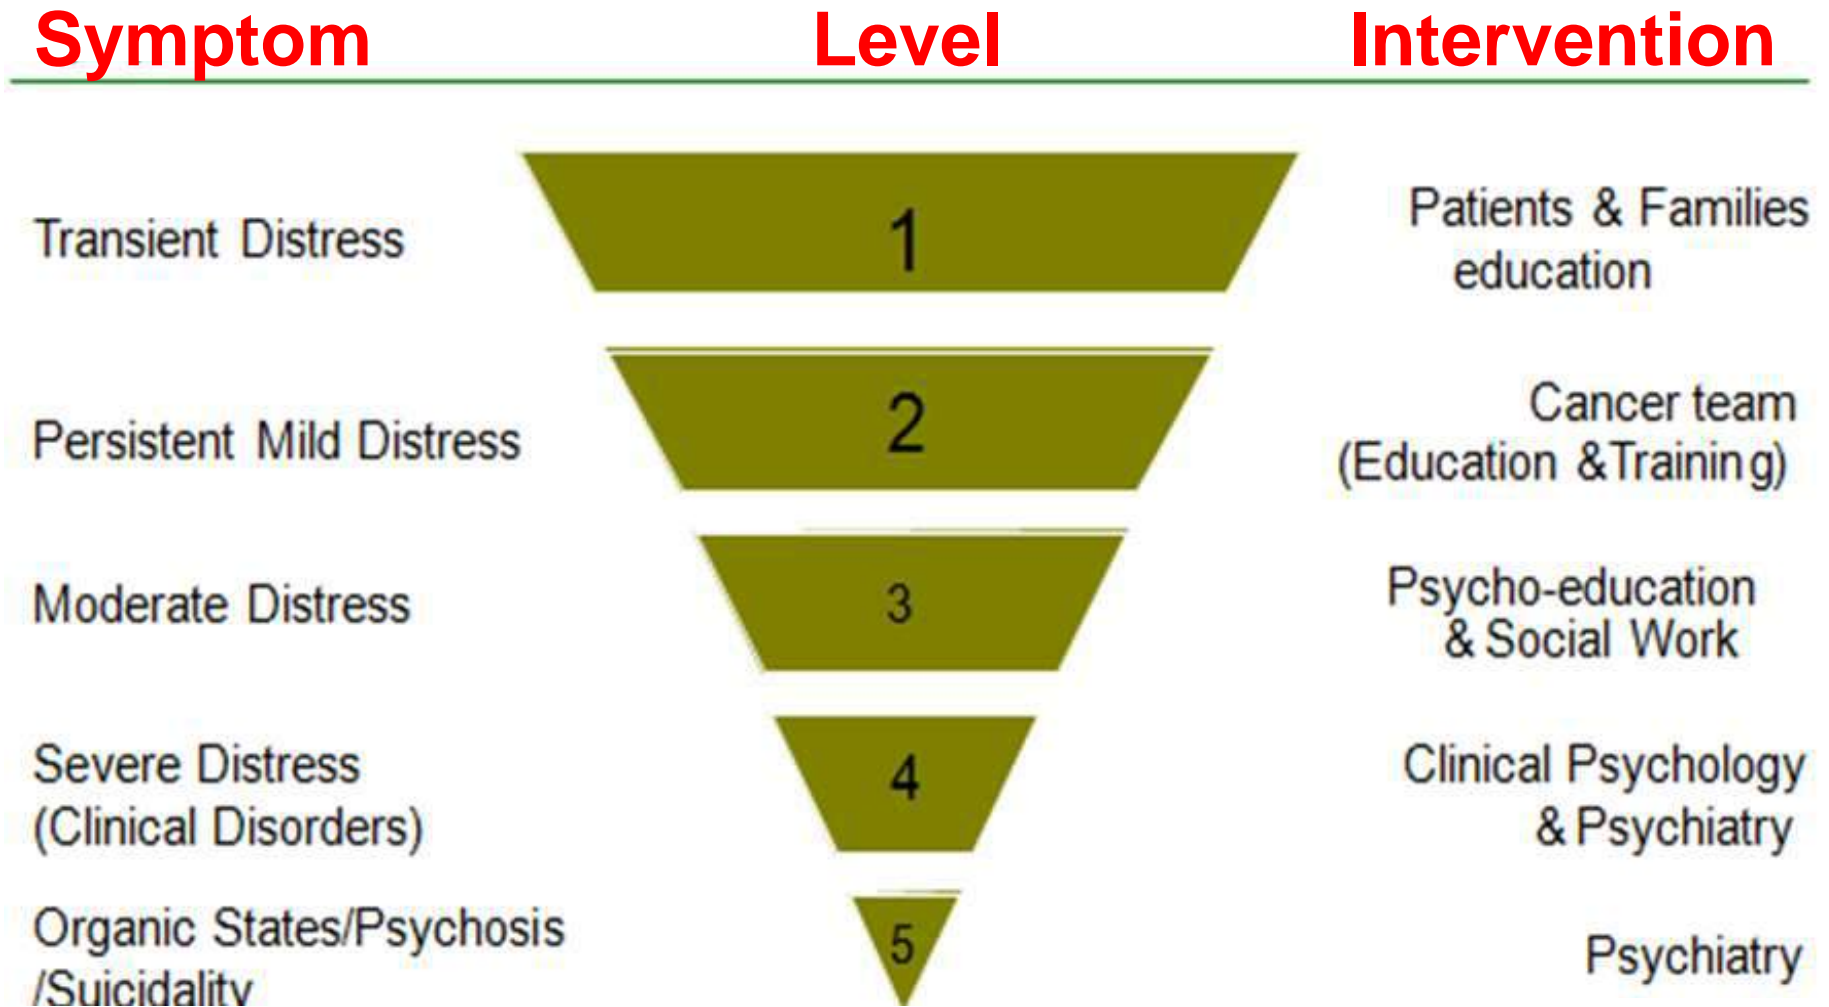 Symptom Level Intervention
Transient Distress 1 Patients & Families
education
Persistent Mild Distress 2 Cancer team
(Education &Training)
Moderate Distress 3 Psycho-education
& Social Work
Severe Distress 4 Clinical Psychology
(Clinical Disorders) & Psychiatry
Organic States/Psychosis 5 Psychiatry
/Suicidality